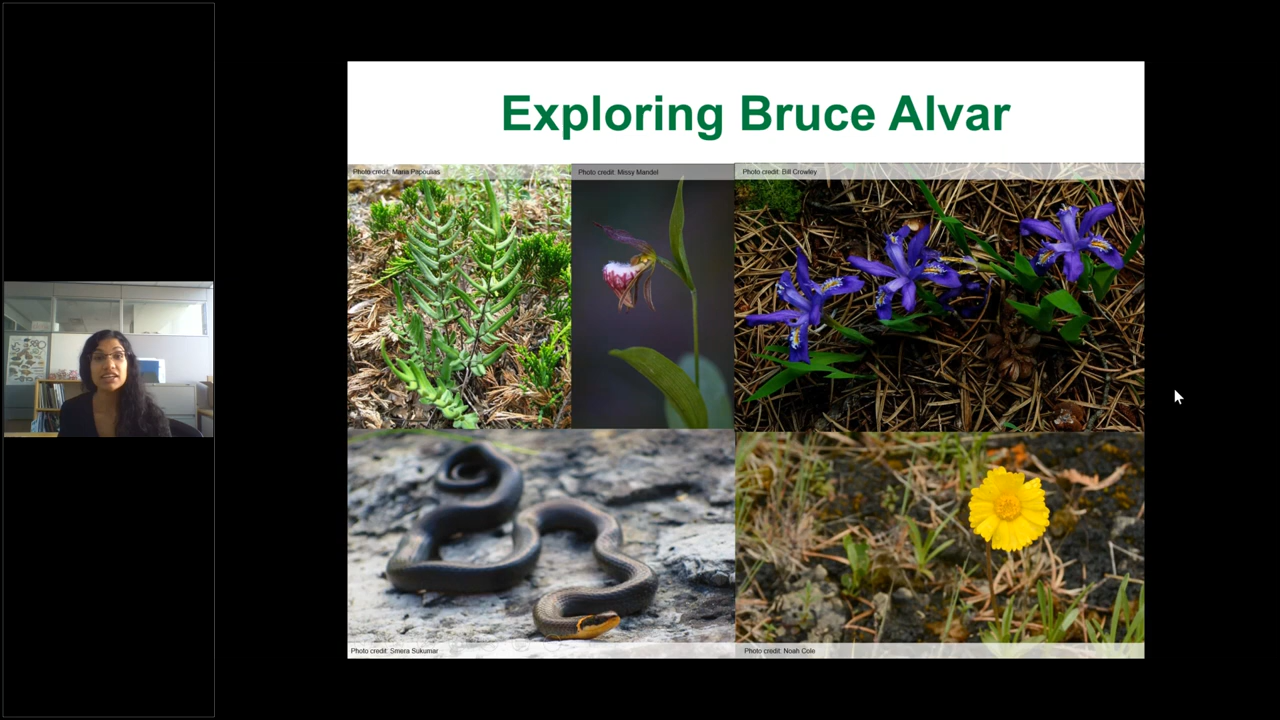 Exploring Bruce Alvar
Photo credit: Maria Papoulias
Photo credit: Missy Mandel
Photo credit: Bill Crowley
Photo credit: Smera Sukumar
Photo credit: Noah Cole